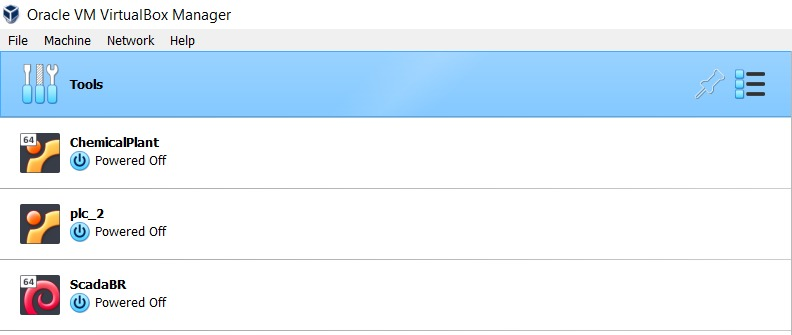 Oracle VM VirtualBox Manager
File Machine Network Help
Tools
64
ChemicalPlant
Powered Off
plc_2
Powered Off
64
ScadaBR
Powered Off